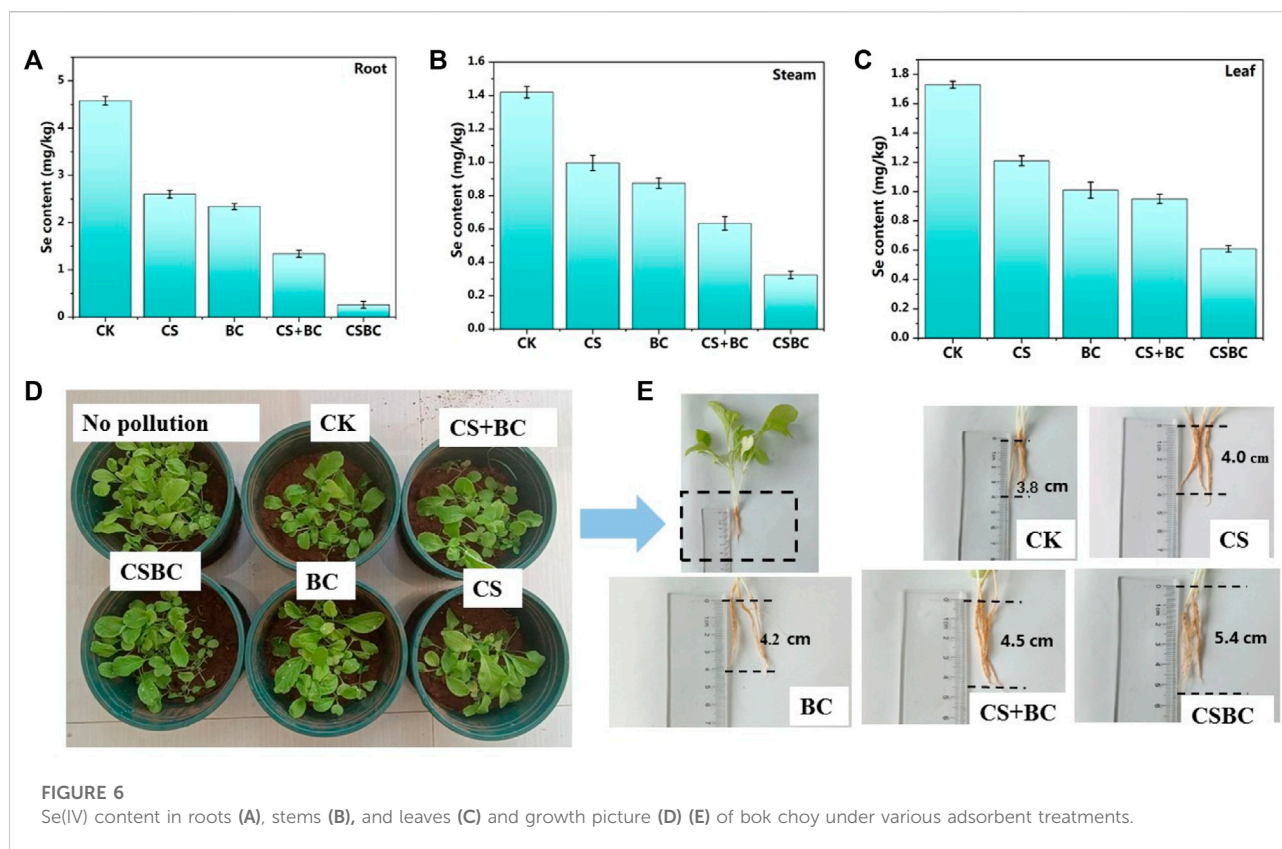 A
Root
Se content (mg/kg)
5
4
3
2
1
0
CK
CS
BC
CS+BC
CSBC
B
Steam
Se content (mg/kg)
1.6
1.4
1.2
1.0
0.8
0.6
0.4
0.2
0.0
CK
CS
BC
CS+BC
CSBC
C
Leaf
Se content (mg/kg)
1.8
1.6
1.4
1.2
1.0
0.8
0.6
0.4
0.2
0.0
CK
CS
BC
CS+BC
CSBC
D
No pollution
CK
CS+BC
CSBC
BC
CS
E
3.8 cm
CK
4.0 cm
CS
4.2 cm
BC
4.5 cm
CS+BC
5.4 cm
CSBC
FIGURE 6
Se(IV) content in roots (A), stems (B), and leaves (C) and growth picture (D) (E) of bok choy under various adsorbent treatments.